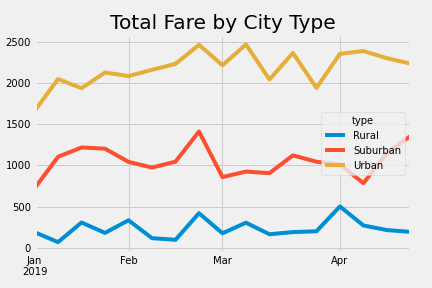 Total Fare by City Type
2500
2000
1500
1000
500
0
type
Rural
Suburban
Urban
Jan
2019
Feb
Mar
Apr